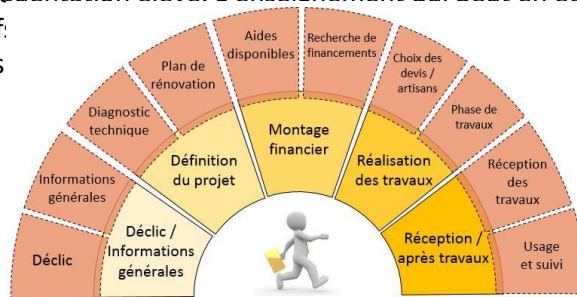 Déclic
Informations
générales
Diagnostic
technique
Plan de
rénovation
Aides
disponibles
Recherche de
financements
Choix des
devis /
artisans
Phase de
travaux
Réception
des
travaux
Usage
et suivi
Déclic /
Informations
générales
Définition
du projet
Montage
financier
Réalisation
des travaux
Réception /
après travaux